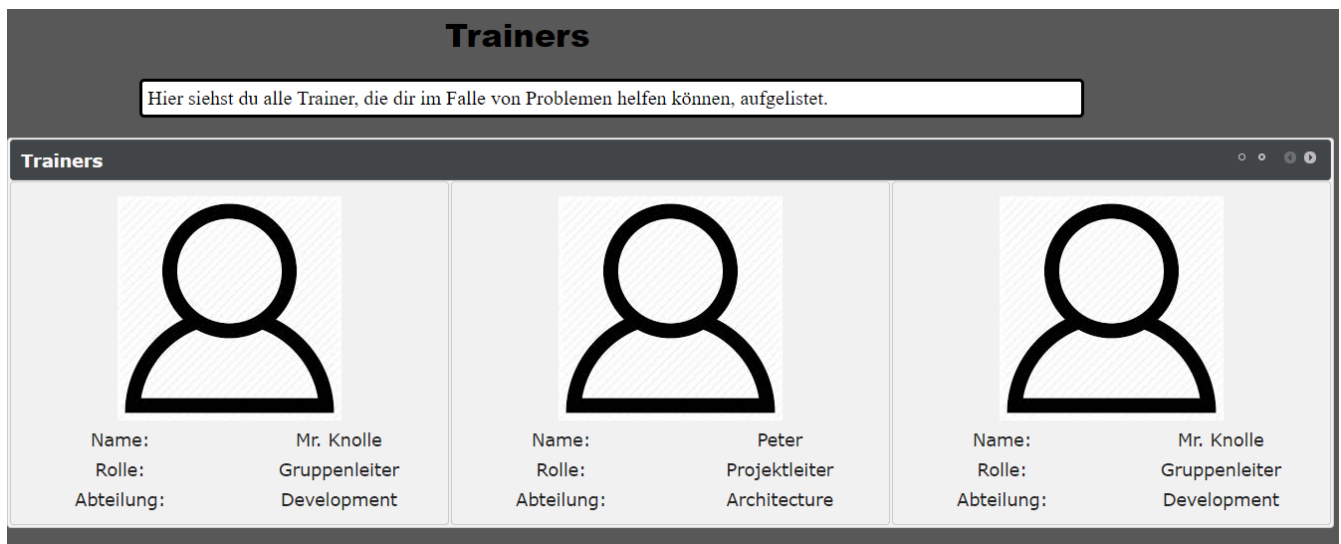 Trainers
Hier siehst du alle Trainer, die dir im Falle von Problemen helfen können, aufgelistet.
Trainers
Name: Mr. Knolle
Rolle: Gruppenleiter
Abteilung: Development
Name: Peter
Rolle: Projektleiter
Abteilung: Architecture
Name: Mr. Knolle
Rolle: Gruppenleiter
Abteilung: Development